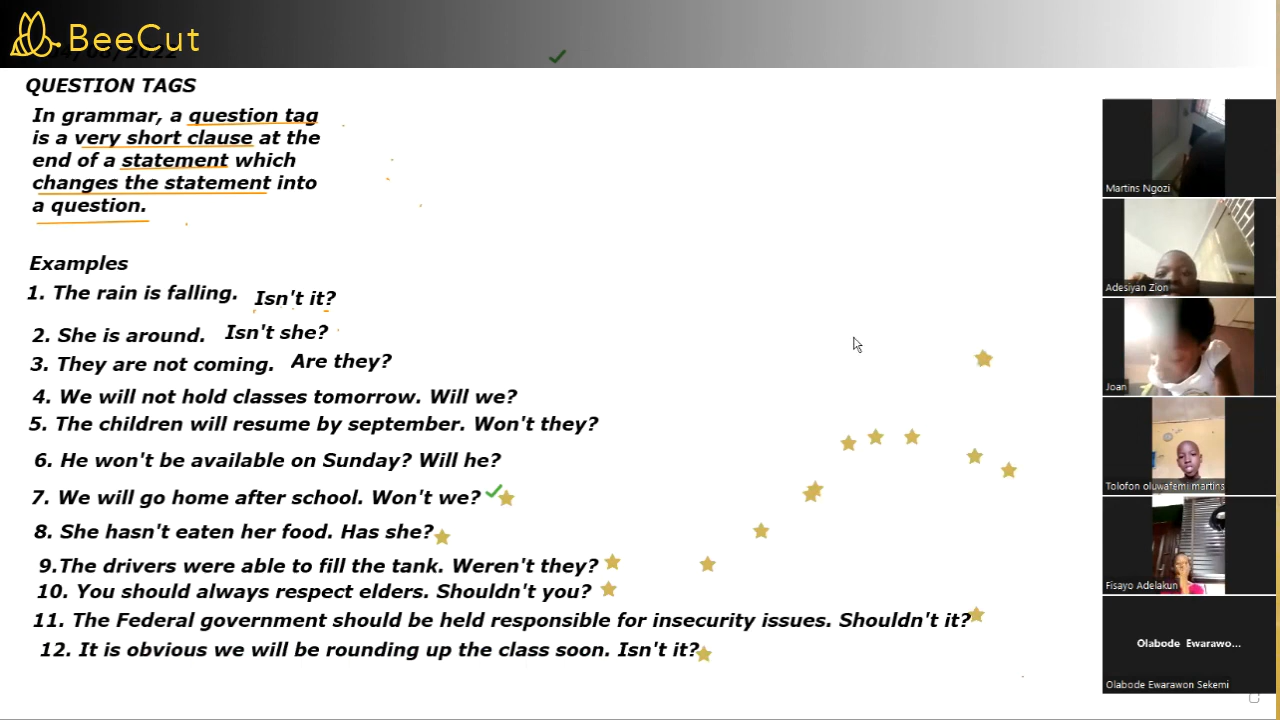 BeeCut
QUESTION TAGS
In grammar, a question tag
is a very short clause at the
end of a statement which
changes the statement into
a question.
Examples
1. The rain is falling. Isn't it?
2. She is around. Isn't she?
3. They are not coming. Are they?
4. We will not hold classes tomorrow. Will we?
5. The children will resume by september. Won't they?
6. He won't be available on Sunday? Will he?
7. We will go home after school. Won't we?
8. She hasn't eaten her food. Has she?
9.The drivers were able to fill the tank. Weren't they?
10. You should always respect elders. Shouldn't you?
11. The Federal government should be held responsible for insecurity issues. Shouldn't it?
12. It is obvious we will be rounding up the class soon. Isn't it?
Martins Ngozi
Adesiyan Zion
Joan
Tolofon oluwafemi martins
Fisayo Adelakun
Olabode Ewarawo...
Olabode Ewarawon Sekemi